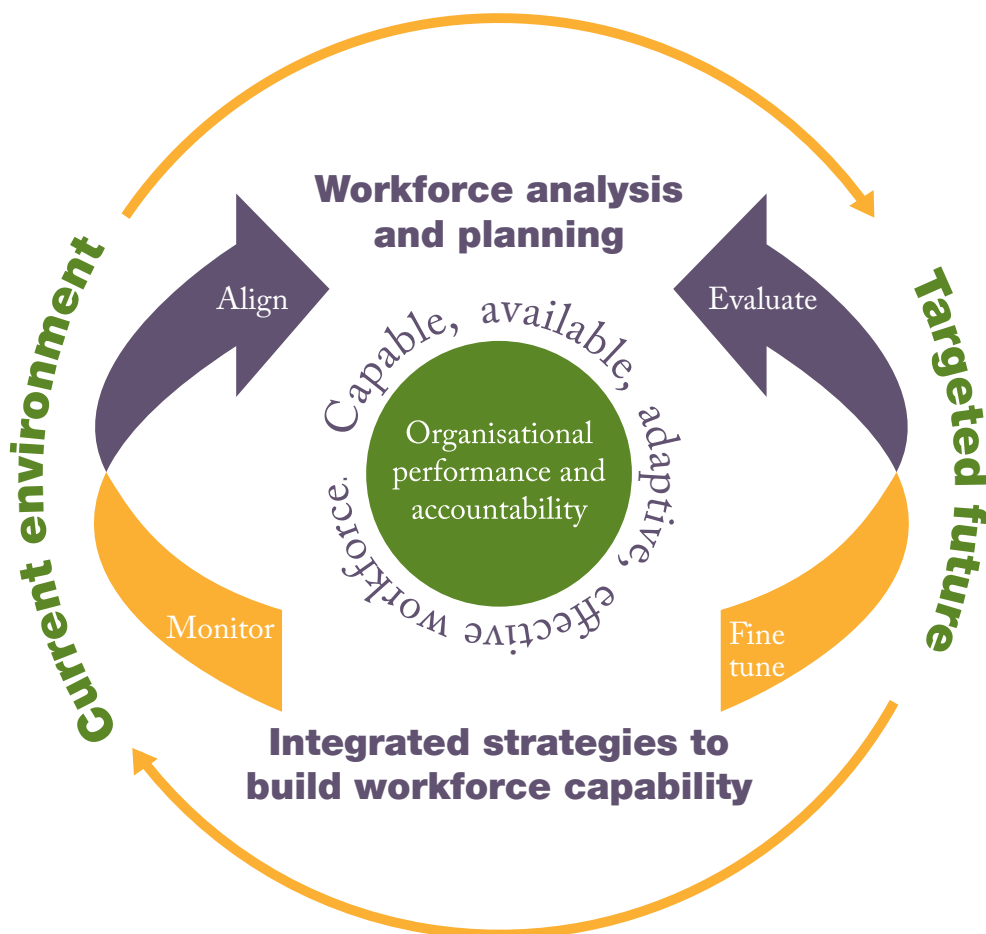 Workforce analysis
and planning
Current environment
Align
Evaluate
Targeted future
Capable, available, adaptive, effective workforce.
Organisational
performance and
accountability
Monitor
Fine
tune
Integrated strategies to
build workforce capability